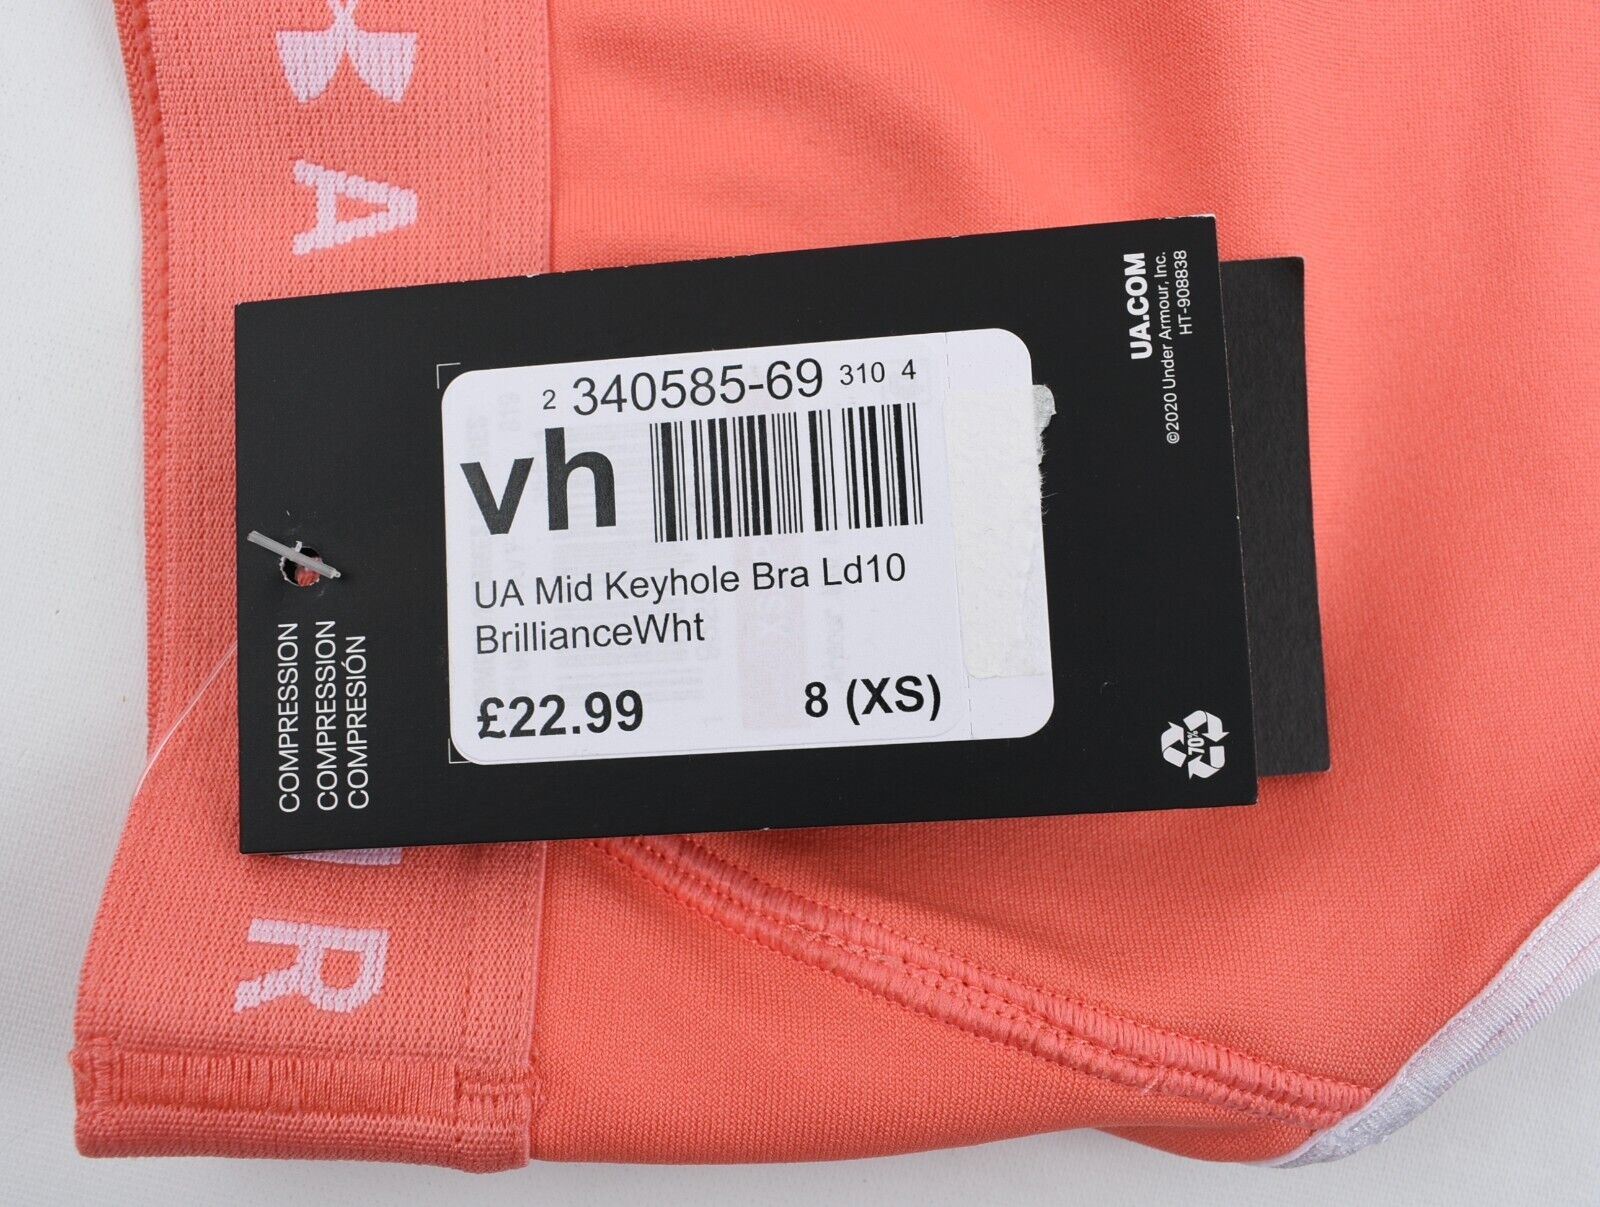 2 340585-69 310 4
vh
UA Mid Keyhole Bra Ld10
BrillianceWht
£22.99 8 (XS)
COMPRESSION
COMPRESSION
COMPRESIÓN
UA.COM
©2020 Under Armour, Inc.
HT-908838
70%
A
R